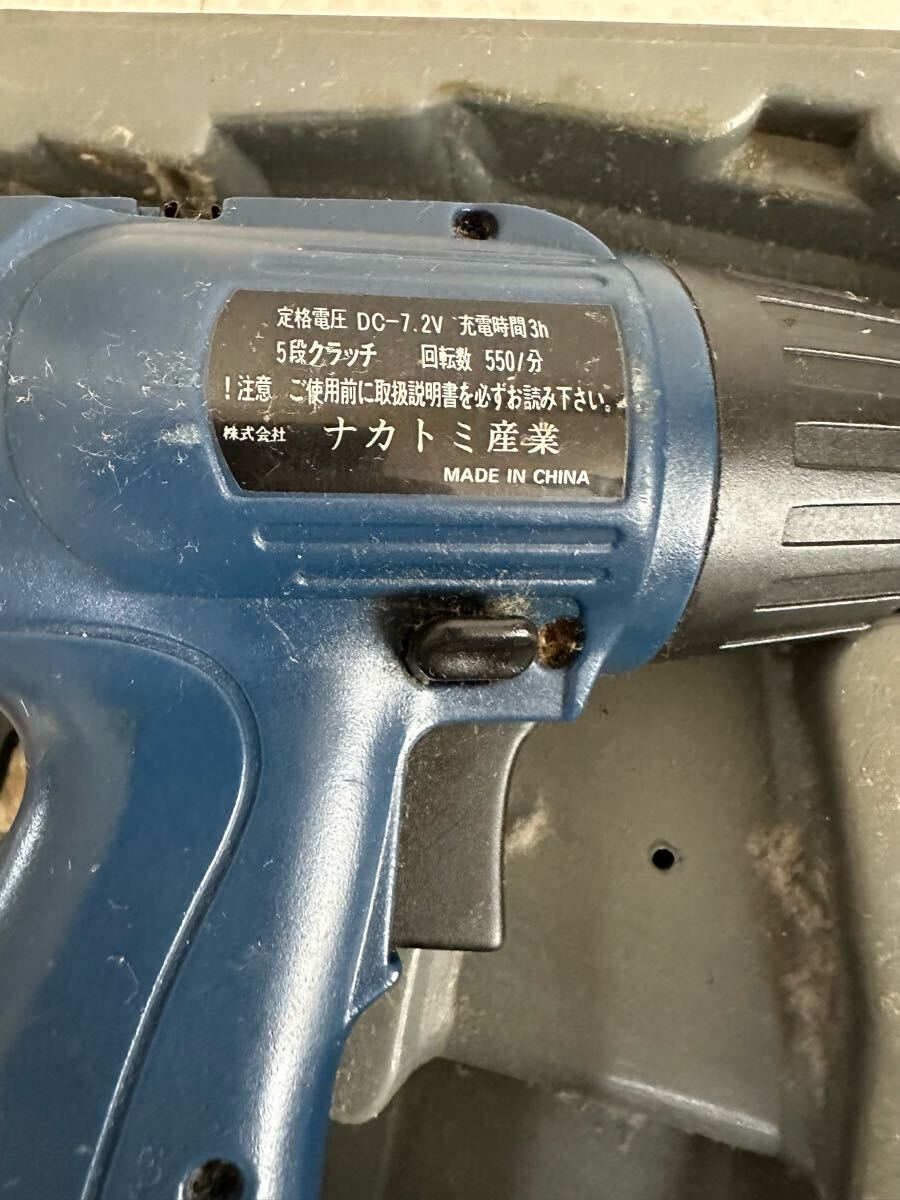 定格電圧 DC-7.2V 充電時間3h
5段クラッチ 回転数 550/分
！注意 ご使用前に取扱説明書を必ずお読み下さい。
株式会社 ナカトミ産業
MADE IN CHINA